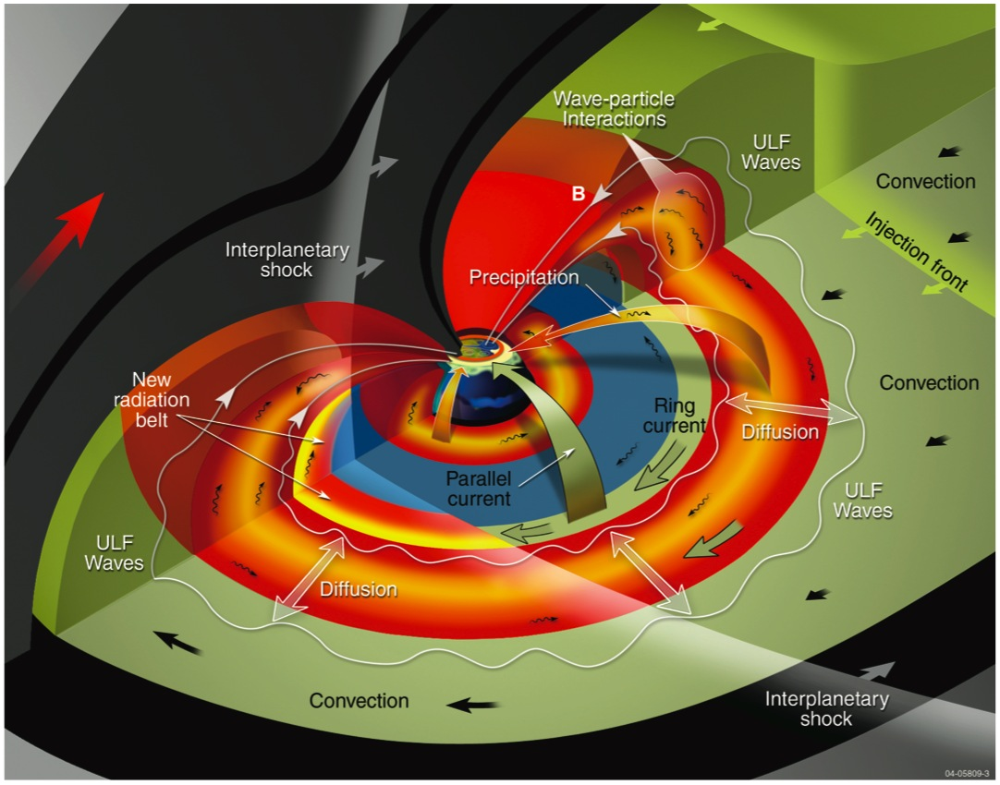 Wave-particle
Interactions
ULF
Waves
B
Convection
Injection front
Interplanetary
shock
Precipitation
New
radiation
belt
Ring
current
Convection
Diffusion
Parallel
current
ULF
Waves
ULF
Waves
Diffusion
Convection
Interplanetary
shock
04-05809-3